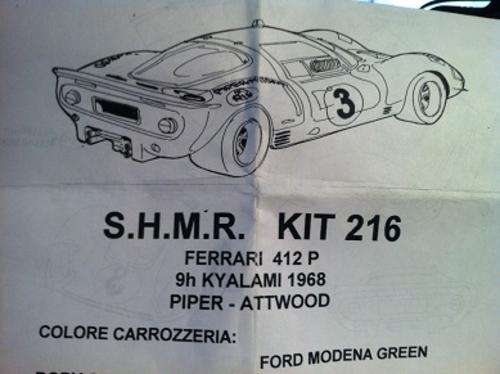 3
S.H.M.R. KIT 216
FERRARI 412 P
9h KYALAMI 1968
PIPER - ATTWOOD
COLORE CARROZZERIA:
FORD MODENA GREEN